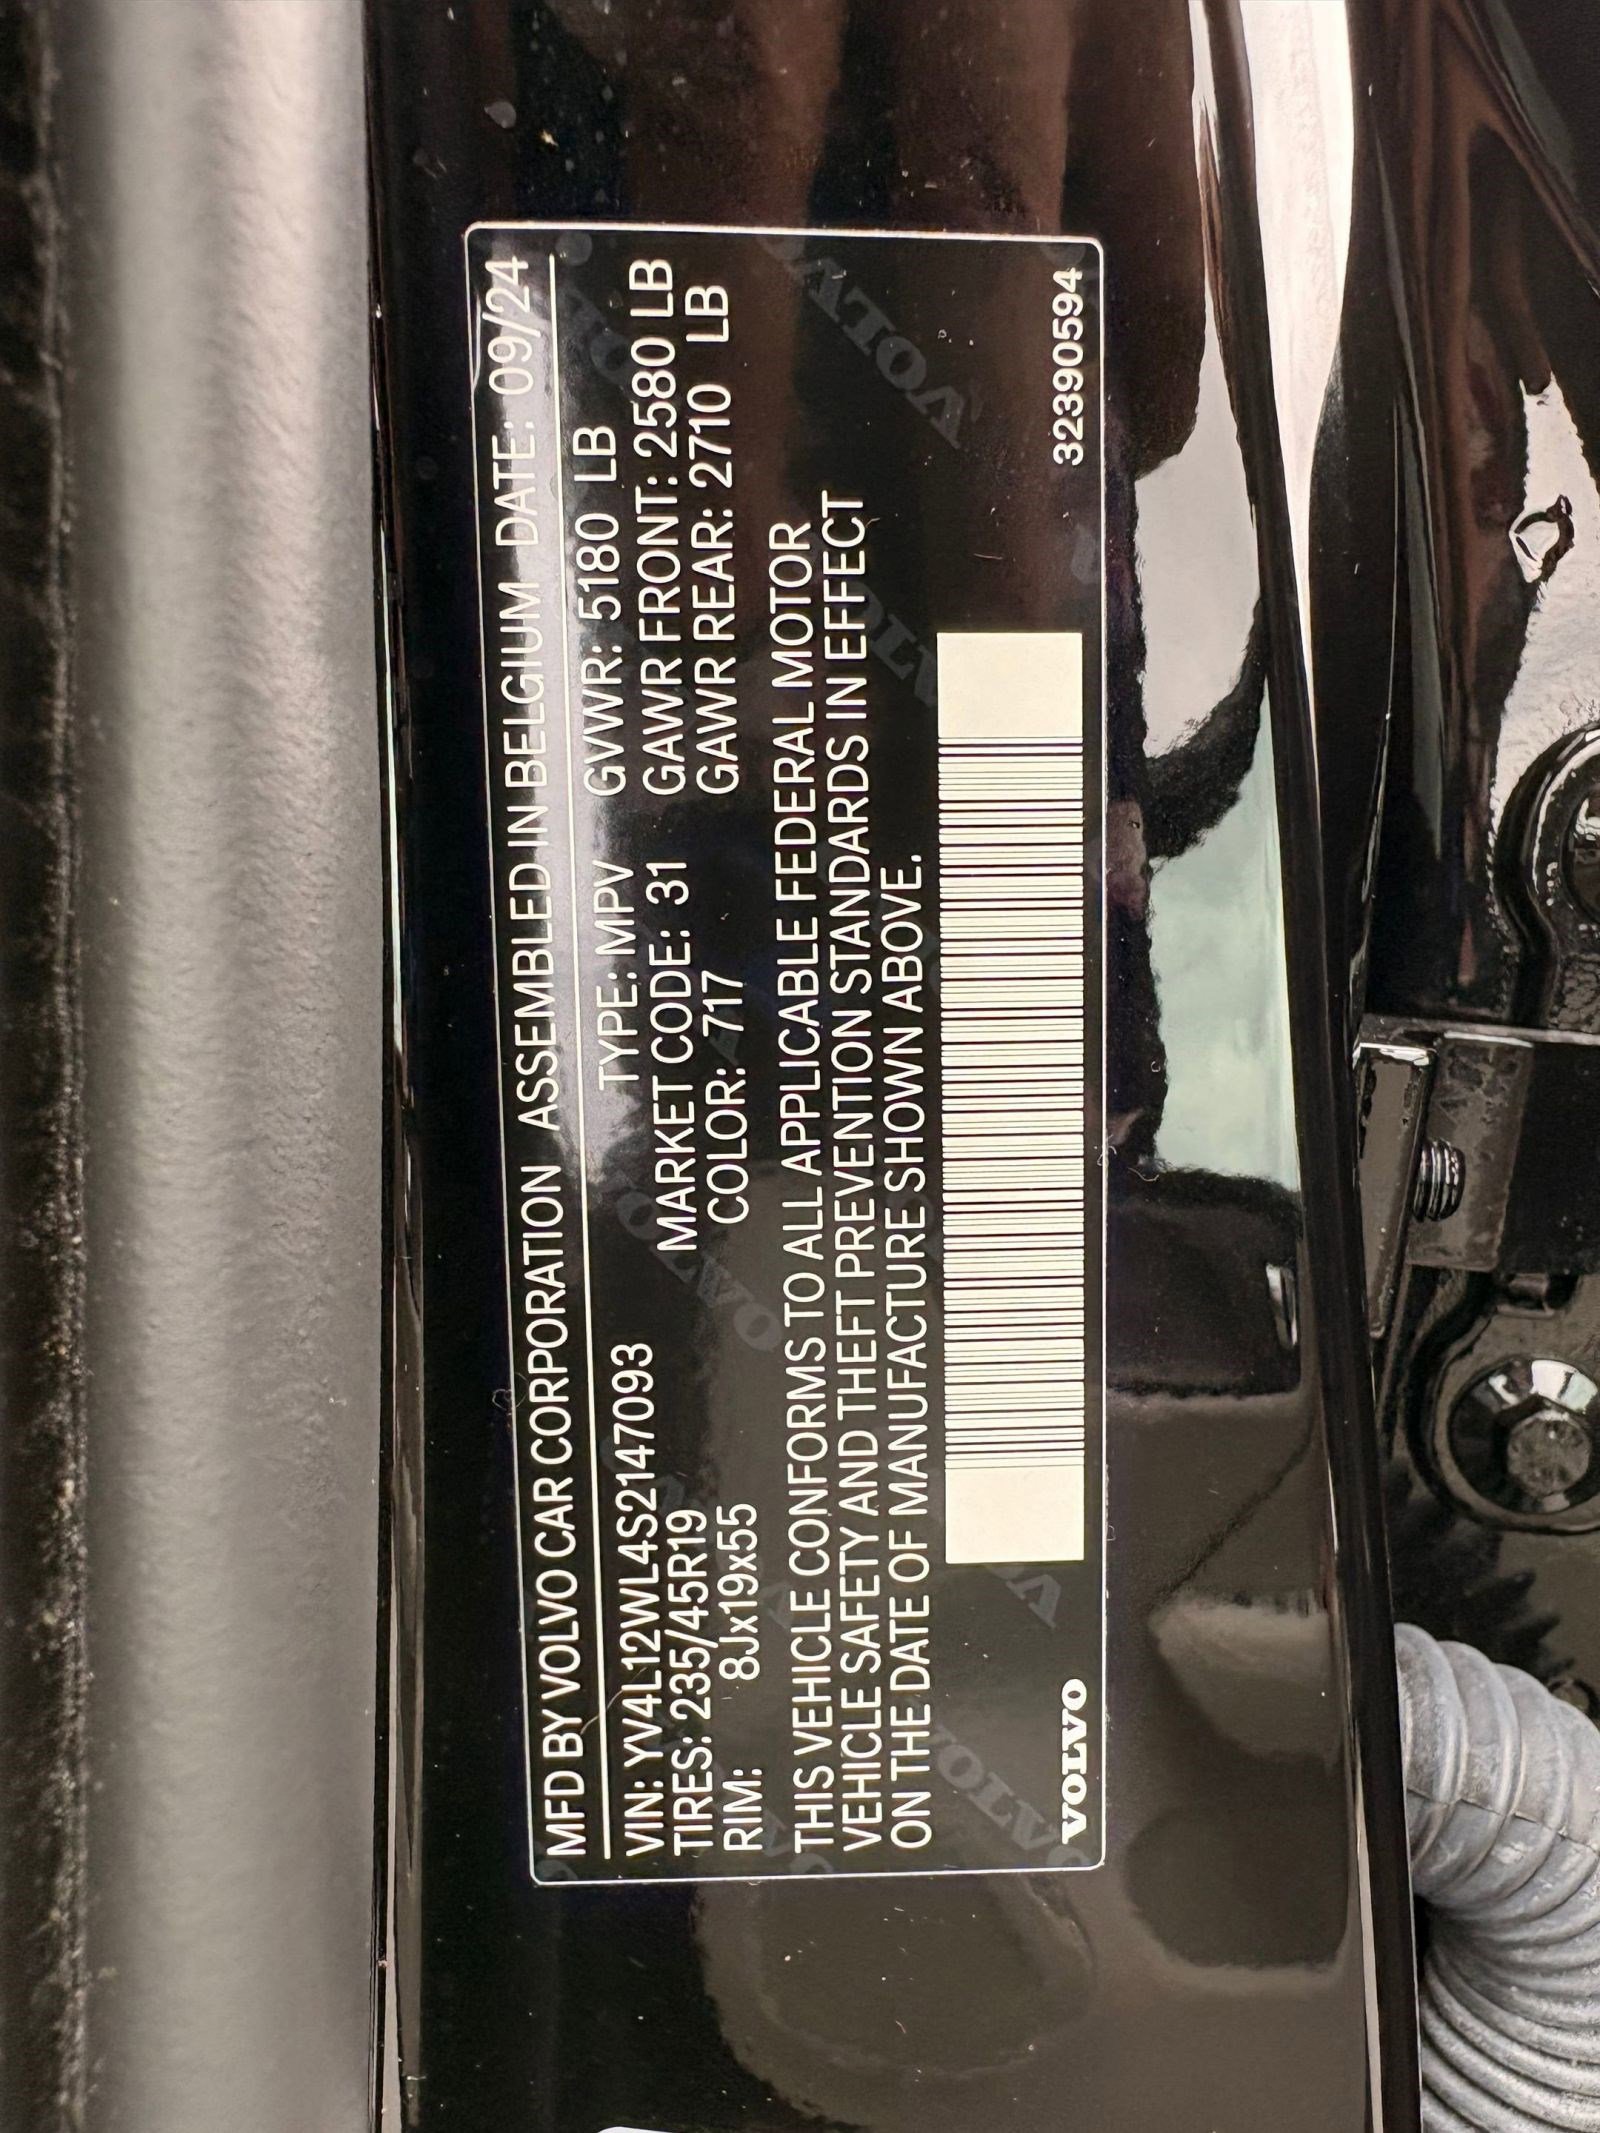 MFD BY VOLVO CAR CORPORATION ASSEMBLED IN BELGIUM DATE: 09/24
VIN: YV4L12WL4S2147093 TYPE: MPV GVWR: 5180 LB
TIRES: 235/45R19 MARKET CODE: 31 GAWR FRONT: 2580 LB
RIM: 8Jx19x55 COLOR: 717 GAWR REAR: 2710 LB
THIS VEHICLE CONFORMS TO ALL APPLICABLE FEDERAL MOTOR
VEHICLE SAFETY AND THEFT PREVENTION STANDARDS IN EFFECT
ON THE DATE OF MANUFACTURE SHOWN ABOVE.
VOLVO 32390594